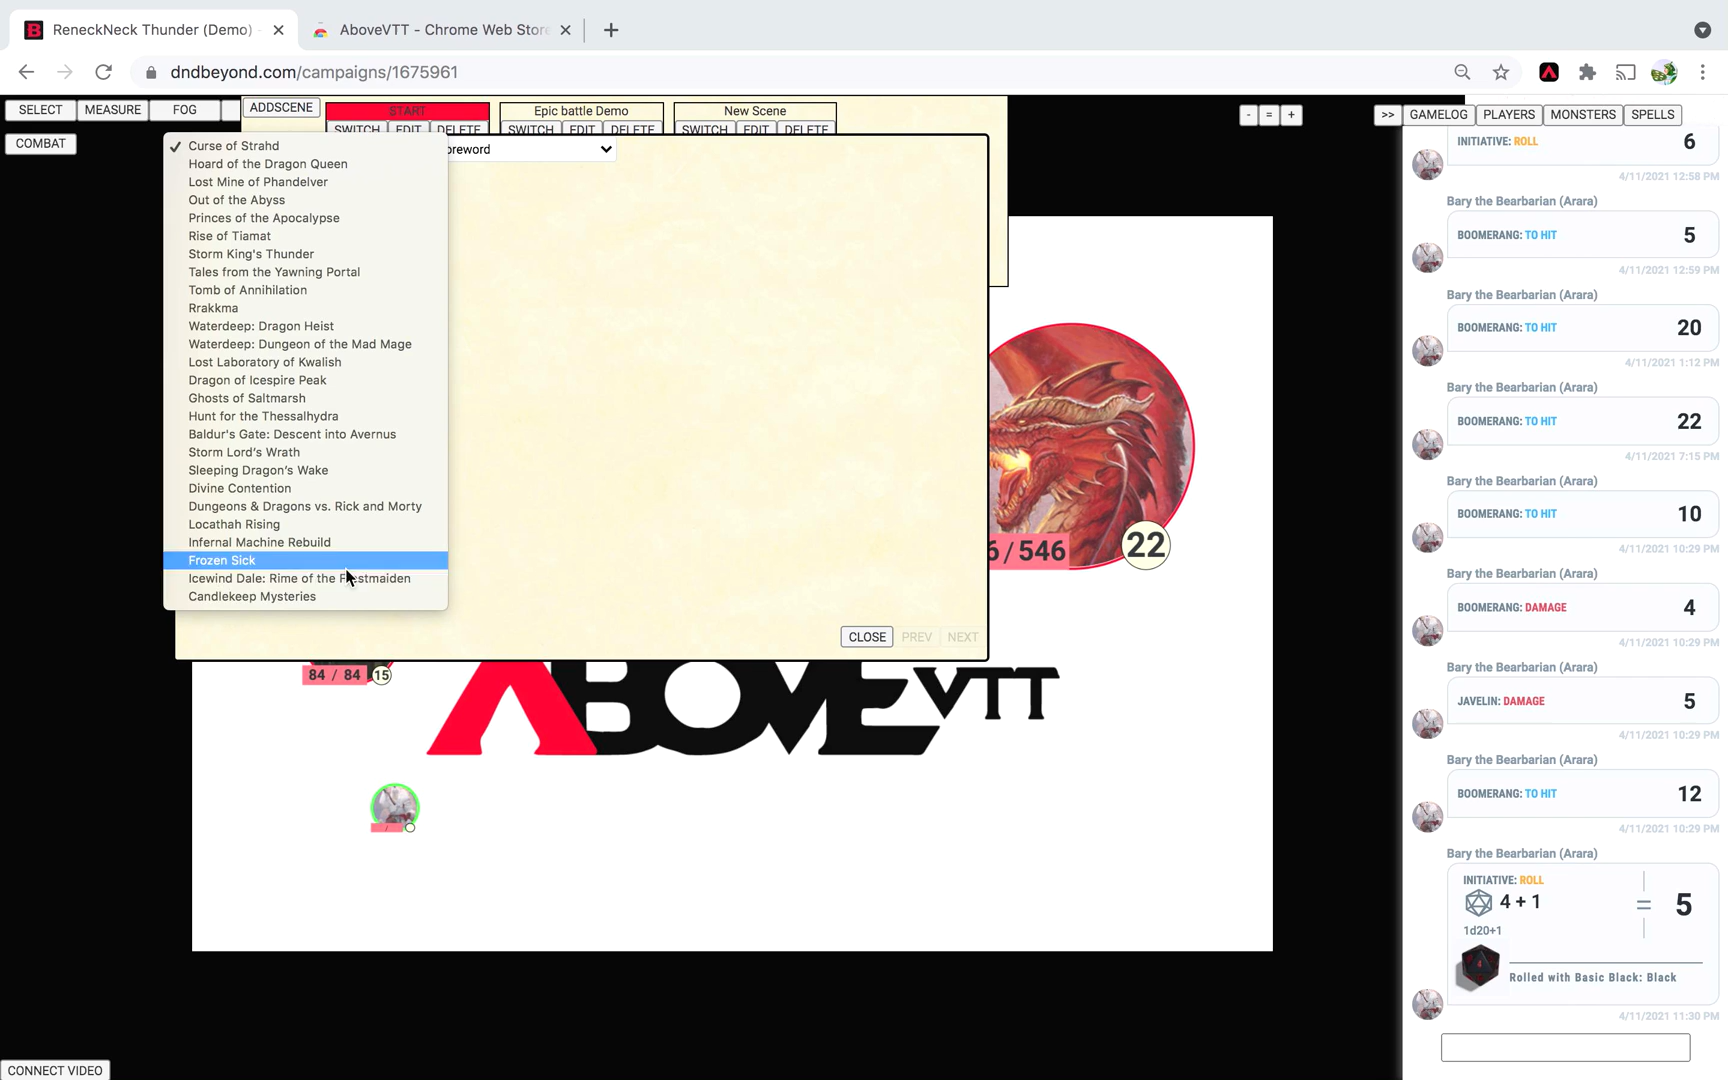 ReneckNeck Thunder (Demo)
AboveVTT - Chrome Web Store
dndbeyond.com/campaigns/1675961
SELECT
MEASURE
FOG
ADDSCENE
START
SWITCH EDIT DELETE
Epic battle Demo
SWITCH EDIT DELETE
New Scene
SWITCH EDIT DELETE
- = +
>>
GAMELOG
PLAYERS
MONSTERS
SPELLS
COMBAT
oreword
✓ Curse of Strahd
Hoard of the Dragon Queen
Lost Mine of Phandelver
Out of the Abyss
Princes of the Apocalypse
Rise of Tiamat
Storm King's Thunder
Tales from the Yawning Portal
Tomb of Annihilation
Rrakkma
Waterdeep: Dragon Heist
Waterdeep: Dungeon of the Mad Mage
Lost Laboratory of Kwalish
Dragon of Icespire Peak
Ghosts of Saltmarsh
Hunt for the Thessalhydra
Baldur's Gate: Descent into Avernus
Storm Lord's Wrath
Sleeping Dragon's Wake
Divine Contention
Dungeons & Dragons vs. Rick and Morty
Locathah Rising
Infernal Machine Rebuild
Frozen Sick
Icewind Dale: Rime of the Frostmaiden
Candlekeep Mysteries
CLOSE PREV NEXT
6/546
22
84 / 84
15
ABOVE VTT
/
INITIATIVE: ROLL 6
4/11/2021 12:58 PM
Bary the Bearbarian (Arara)
BOOMERANG: TO HIT 5
4/11/2021 12:59 PM
Bary the Bearbarian (Arara)
BOOMERANG: TO HIT 20
4/11/2021 1:12 PM
Bary the Bearbarian (Arara)
BOOMERANG: TO HIT 22
4/11/2021 7:15 PM
Bary the Bearbarian (Arara)
BOOMERANG: TO HIT 10
4/11/2021 10:29 PM
Bary the Bearbarian (Arara)
BOOMERANG: DAMAGE 4
4/11/2021 10:29 PM
Bary the Bearbarian (Arara)
JAVELIN: DAMAGE 5
4/11/2021 10:29 PM
Bary the Bearbarian (Arara)
BOOMERANG: TO HIT 12
4/11/2021 10:29 PM
Bary the Bearbarian (Arara)
INITIATIVE: ROLL
4 + 1 = 5
1d20+1
4
Rolled with Basic Black: Black
4/11/2021 11:30 PM
CONNECT VIDEO